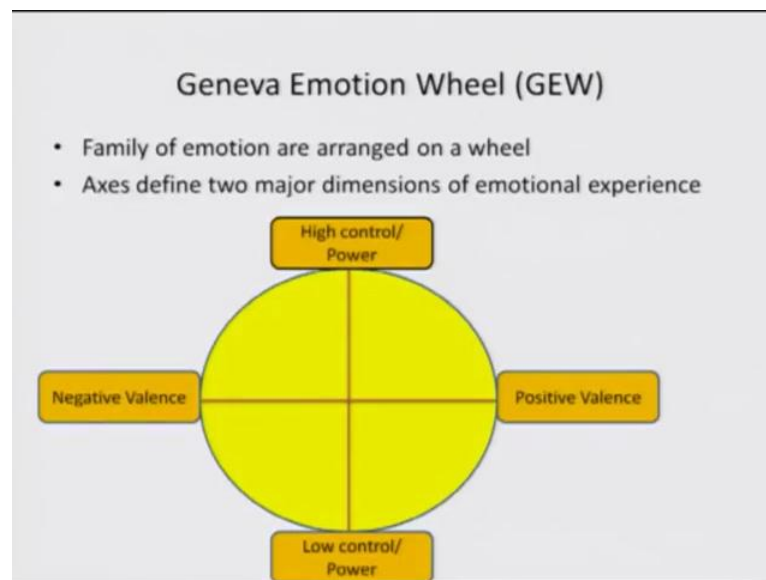 Geneva Emotion Wheel (GEW)
• Family of emotion are arranged on a wheel
• Axes define two major dimensions of emotional experience
High control/
Power
Negative Valence
Positive Valence
Low control/
Power